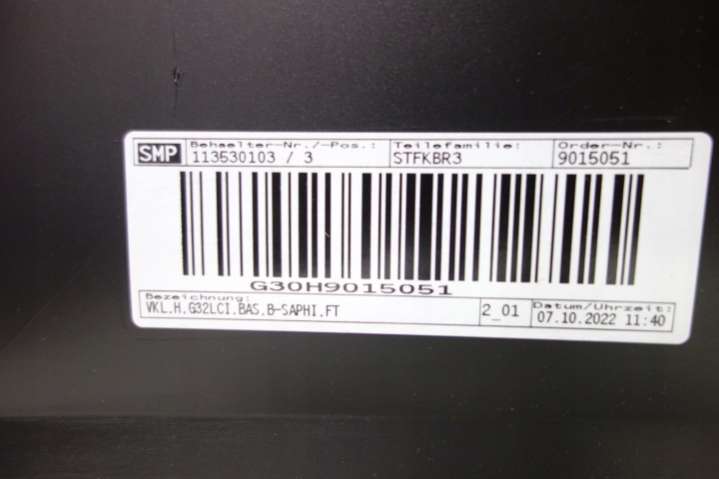 SMP Behaelter-Nr./-Pos.: Teilefamilie: Order-Nr.:
113630103 / 3 STFKBR3 9015051
G30H9015051
Bezeichnung: 2_01 Datum/Uhrzeit:
VKL.H.G32LCI.BAS.B-SAPHI.FT 07.10.2022 11:40